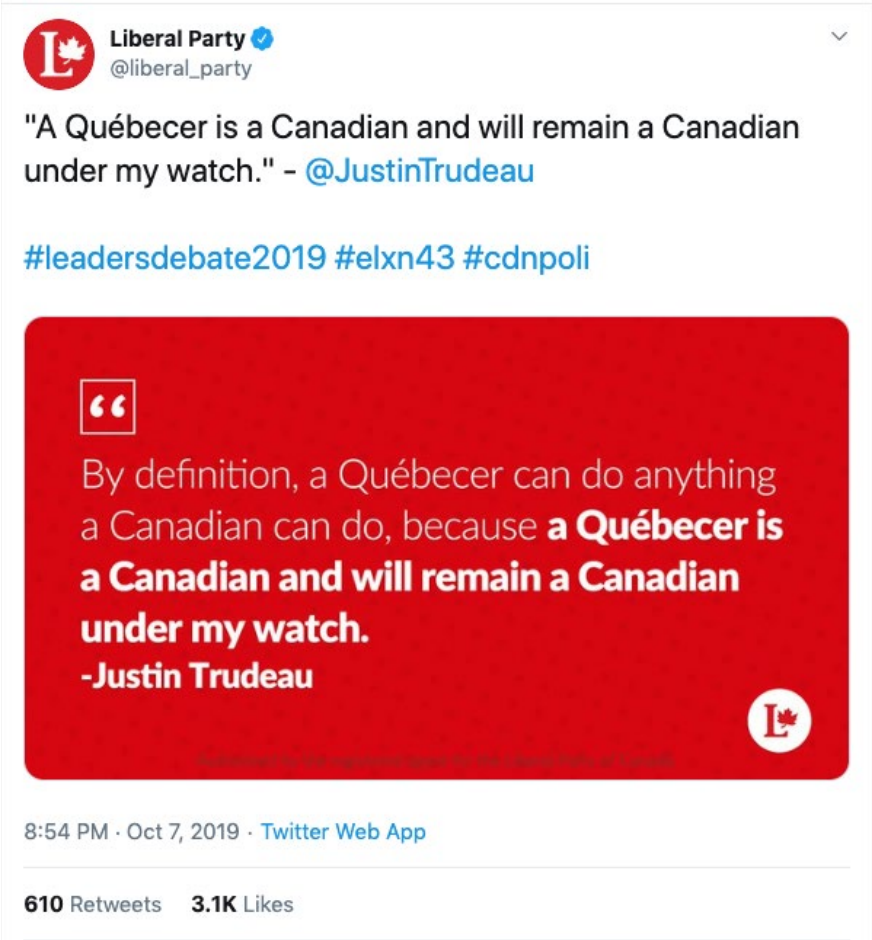 Liberal Party
@liberal_party
"A Québecer is a Canadian and will remain a Canadian
under my watch." - @JustinTrudeau
#leadersdebate2019 #elxn43 #cdnpoli
“
By definition, a Québecer can do anything
a Canadian can do, because a Québecer is
a Canadian and will remain a Canadian
under my watch.
-Justin Trudeau
L
8:54 PM · Oct 7, 2019 · Twitter Web App
610 Retweets 3.1K Likes